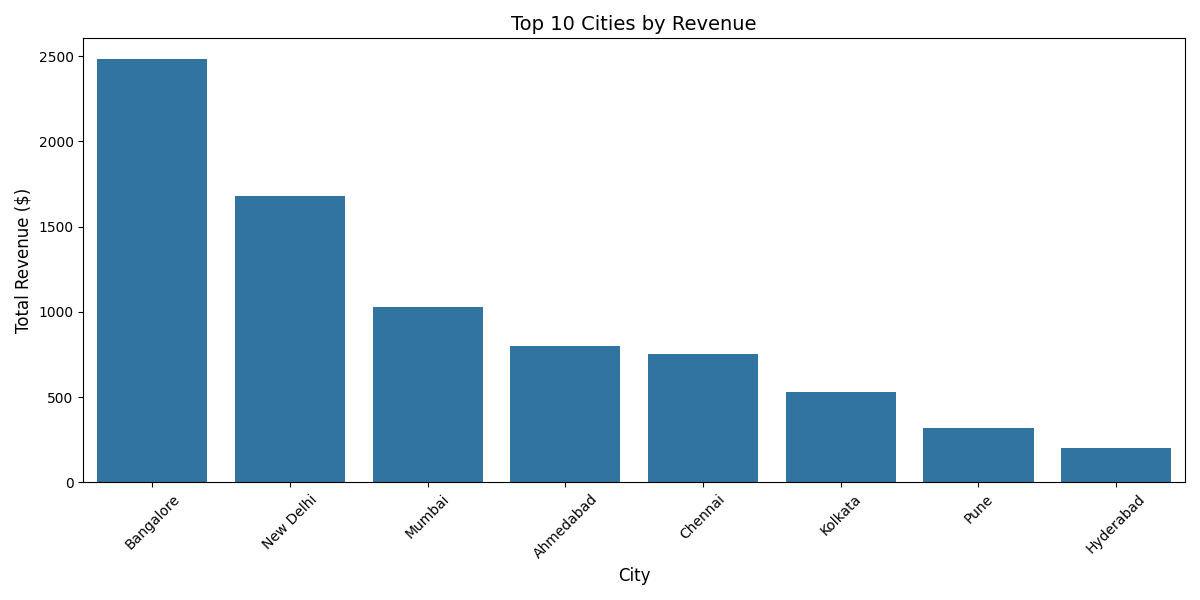 Top 10 Cities by Revenue
Total Revenue ($)
2500
2000
1500
1000
500
0
Bangalore
New Delhi
Mumbai
Ahmedabad
Chennai
Kolkata
Pune
Hyderabad
City